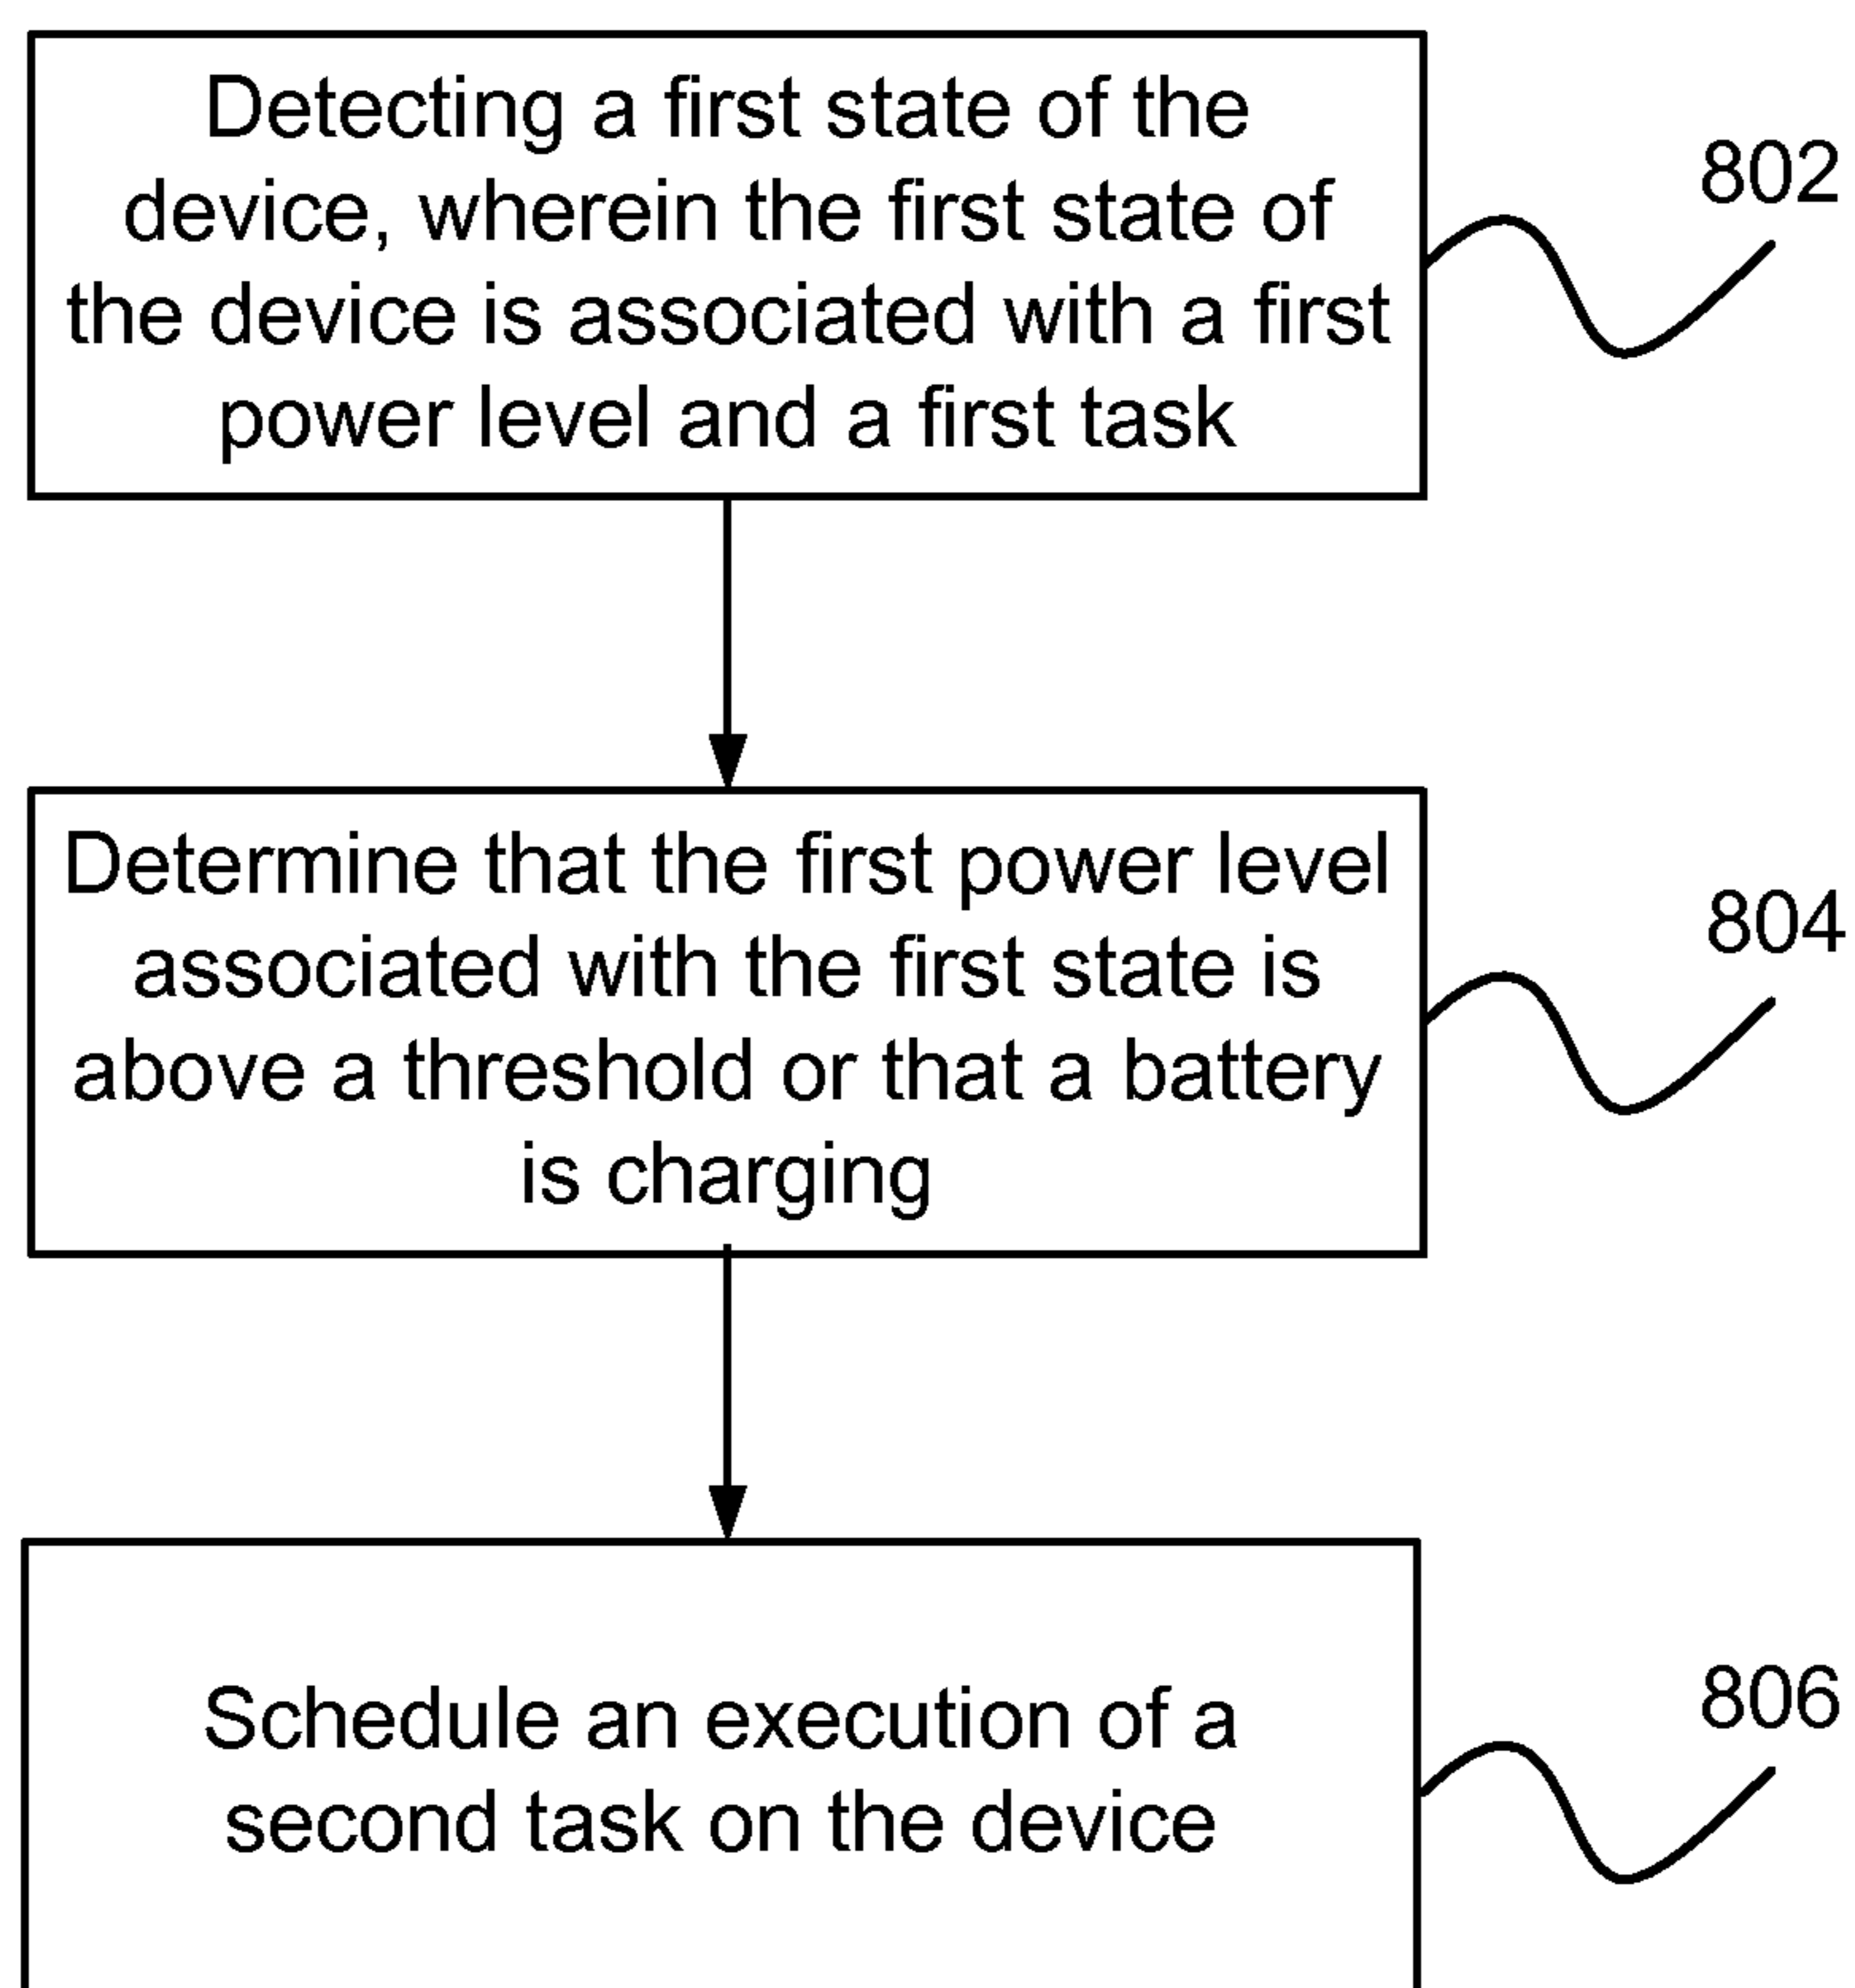 Detecting a first state of the
device, wherein the first state of
the device is associated with a first
power level and a first task
802
Determine that the first power level
associated with the first state is
above a threshold or that a battery
is charging
804
Schedule an execution of a
second task on the device
806